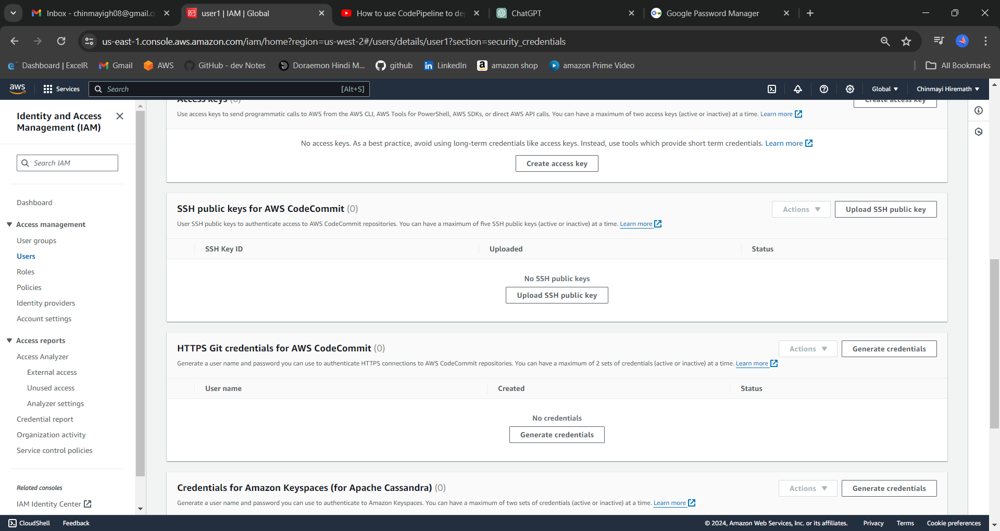 Inbox - chinmayigh08@gmail.co
user1 | IAM | Global
How to use CodePipeline to de
ChatGPT
Google Password Manager
us-east-1.console.aws.amazon.com/iam/home?region=us-west-2#/users/details/user1?section=security_credentials
Dashboard | ExcelR
Gmail
AWS
GitHub - dev Notes
Doraemon Hindi M...
github
LinkedIn
amazon shop
amazon Prime Video
All Bookmarks
aws
Services
Search
[Alt+S]
Global
Chinmayi Hiremath
Identity and Access
Management (IAM)
Search IAM
Dashboard
Access management
User groups
Users
Roles
Policies
Identity providers
Account settings
Access reports
Access Analyzer
External access
Unused access
Analyzer settings
Credential report
Organization activity
Service control policies
Related consoles
IAM Identity Center
Access keys (0)
Create access key
Use access keys to send programmatic calls to AWS from the AWS CLI, AWS Tools for PowerShell, AWS SDKs, or direct AWS API calls. You can have a maximum of two access keys (active or inactive) at a time. Learn more
No access keys. As a best practice, avoid using long-term credentials like access keys. Instead, use tools which provide short term credentials. Learn more
Create access key
SSH public keys for AWS CodeCommit (0)
Actions
Upload SSH public key
User SSH public keys to authenticate access to AWS CodeCommit repositories. You can have a maximum of five SSH public keys (active or inactive) at a time. Learn more
SSH Key ID
Uploaded
Status
No SSH public keys
Upload SSH public key
HTTPS Git credentials for AWS CodeCommit (0)
Actions
Generate credentials
Generate a user name and password you can use to authenticate HTTPS connections to AWS CodeCommit repositories. You can have a maximum of 2 sets of credentials (active or inactive) at a time. Learn more
User name
Created
Status
No credentials
Generate credentials
Credentials for Amazon Keyspaces (for Apache Cassandra) (0)
Actions
Generate credentials
Generate a user name and password you can use to authenticate to Amazon Keyspaces. You can have a maximum of two sets of credentials (active or inactive) at a time. Learn more
CloudShell
Feedback
© 2024, Amazon Web Services, Inc. or its affiliates.
Privacy
Terms
Cookie preferences